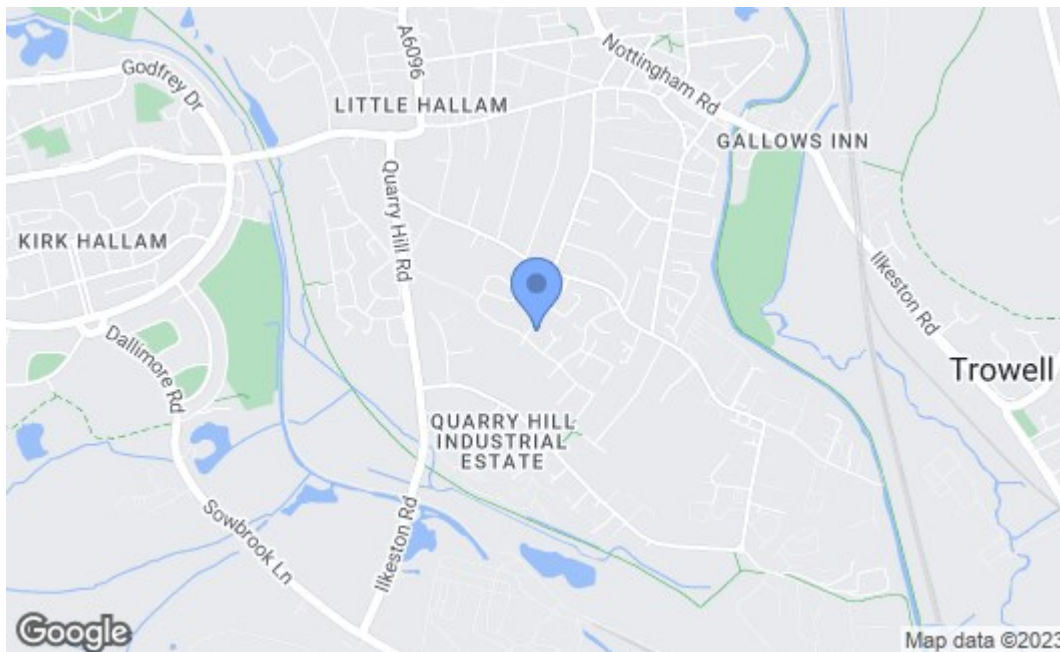 A6096
Nottingham Rd
Godfrey Dr
LITTLE HALLAM
GALLOWS INN
Quarry Hill Rd
KIRK HALLAM
Ilkeston Rd
Dallimore Rd
Trowell
QUARRY HILL
INDUSTRIAL
ESTATE
Sowbrook Ln
Ilkeston Rd
Google
Map data ©2023